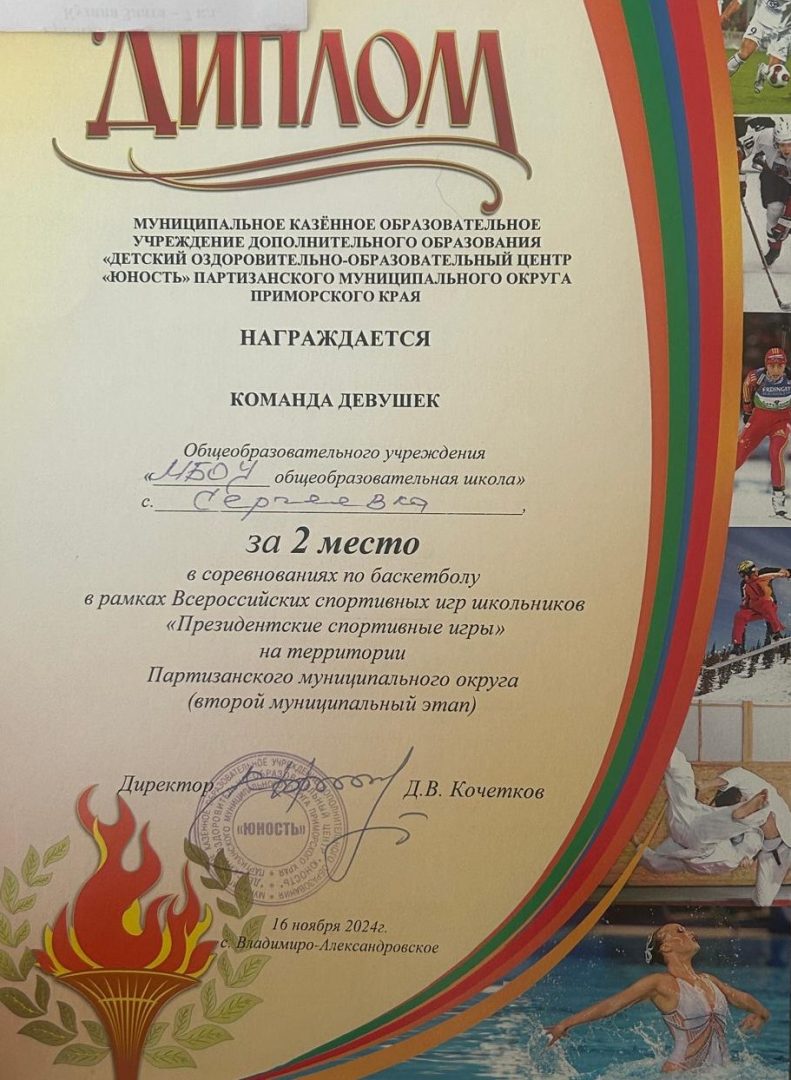 ДИПЛОМ
МУНИЦИПАЛЬНОЕ КАЗЁННОЕ ОБРАЗОВАТЕЛЬНОЕ
УЧРЕЖДЕНИЕ ДОПОЛНИТЕЛЬНОГО ОБРАЗОВАНИЯ
«ДЕТСКИЙ ОЗДОРОВИТЕЛЬНО-ОБРАЗОВАТЕЛЬНЫЙ ЦЕНТР
«ЮНОСТЬ» ПАРТИЗАНСКОГО МУНИЦИПАЛЬНОГО ОКРУГА
ПРИМОРСКОГО КРАЯ
НАГРАЖДАЕТСЯ
КОМАНДА ДЕВУШЕК
Общеобразовательного учреждения
«МБОУ общеобразовательная школа»
с. Сергеевка,
за 2 место
в соревнованиях по баскетболу
в рамках Всероссийских спортивных игр школьников
«Президентские спортивные игры»
на территории
Партизанского муниципального округа
(второй муниципальный этап)
Директор Д.В. Кочетков
«ЮНОСТЬ»
16 ноября 2024г.
с. Владимиро-Александровское